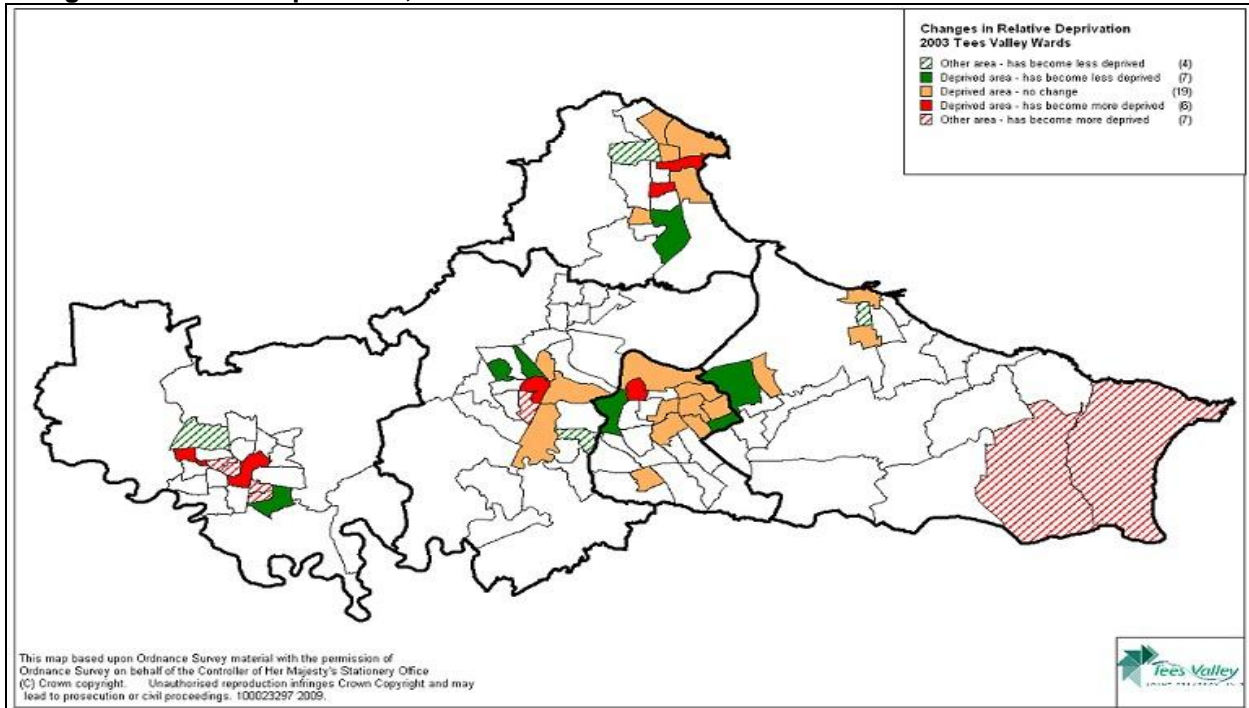 Changes in Relative Deprivation
2003 Tees Valley Wards
Other area - has become less deprived (4)
Deprived area - has become less deprived (7)
Deprived area - no change (19)
Deprived area - has become more deprived (6)
Other area - has become more deprived (7)
This map based upon Ordnance Survey material with the permission of
Ordnance Survey on behalf of the Controller of Her Majesty's Stationery Office
(C) Crown copyright. Unauthorised reproduction infringes Crown Copyright and may
lead to prosecution or civil proceedings. 100023297 2009.
Tees Valley